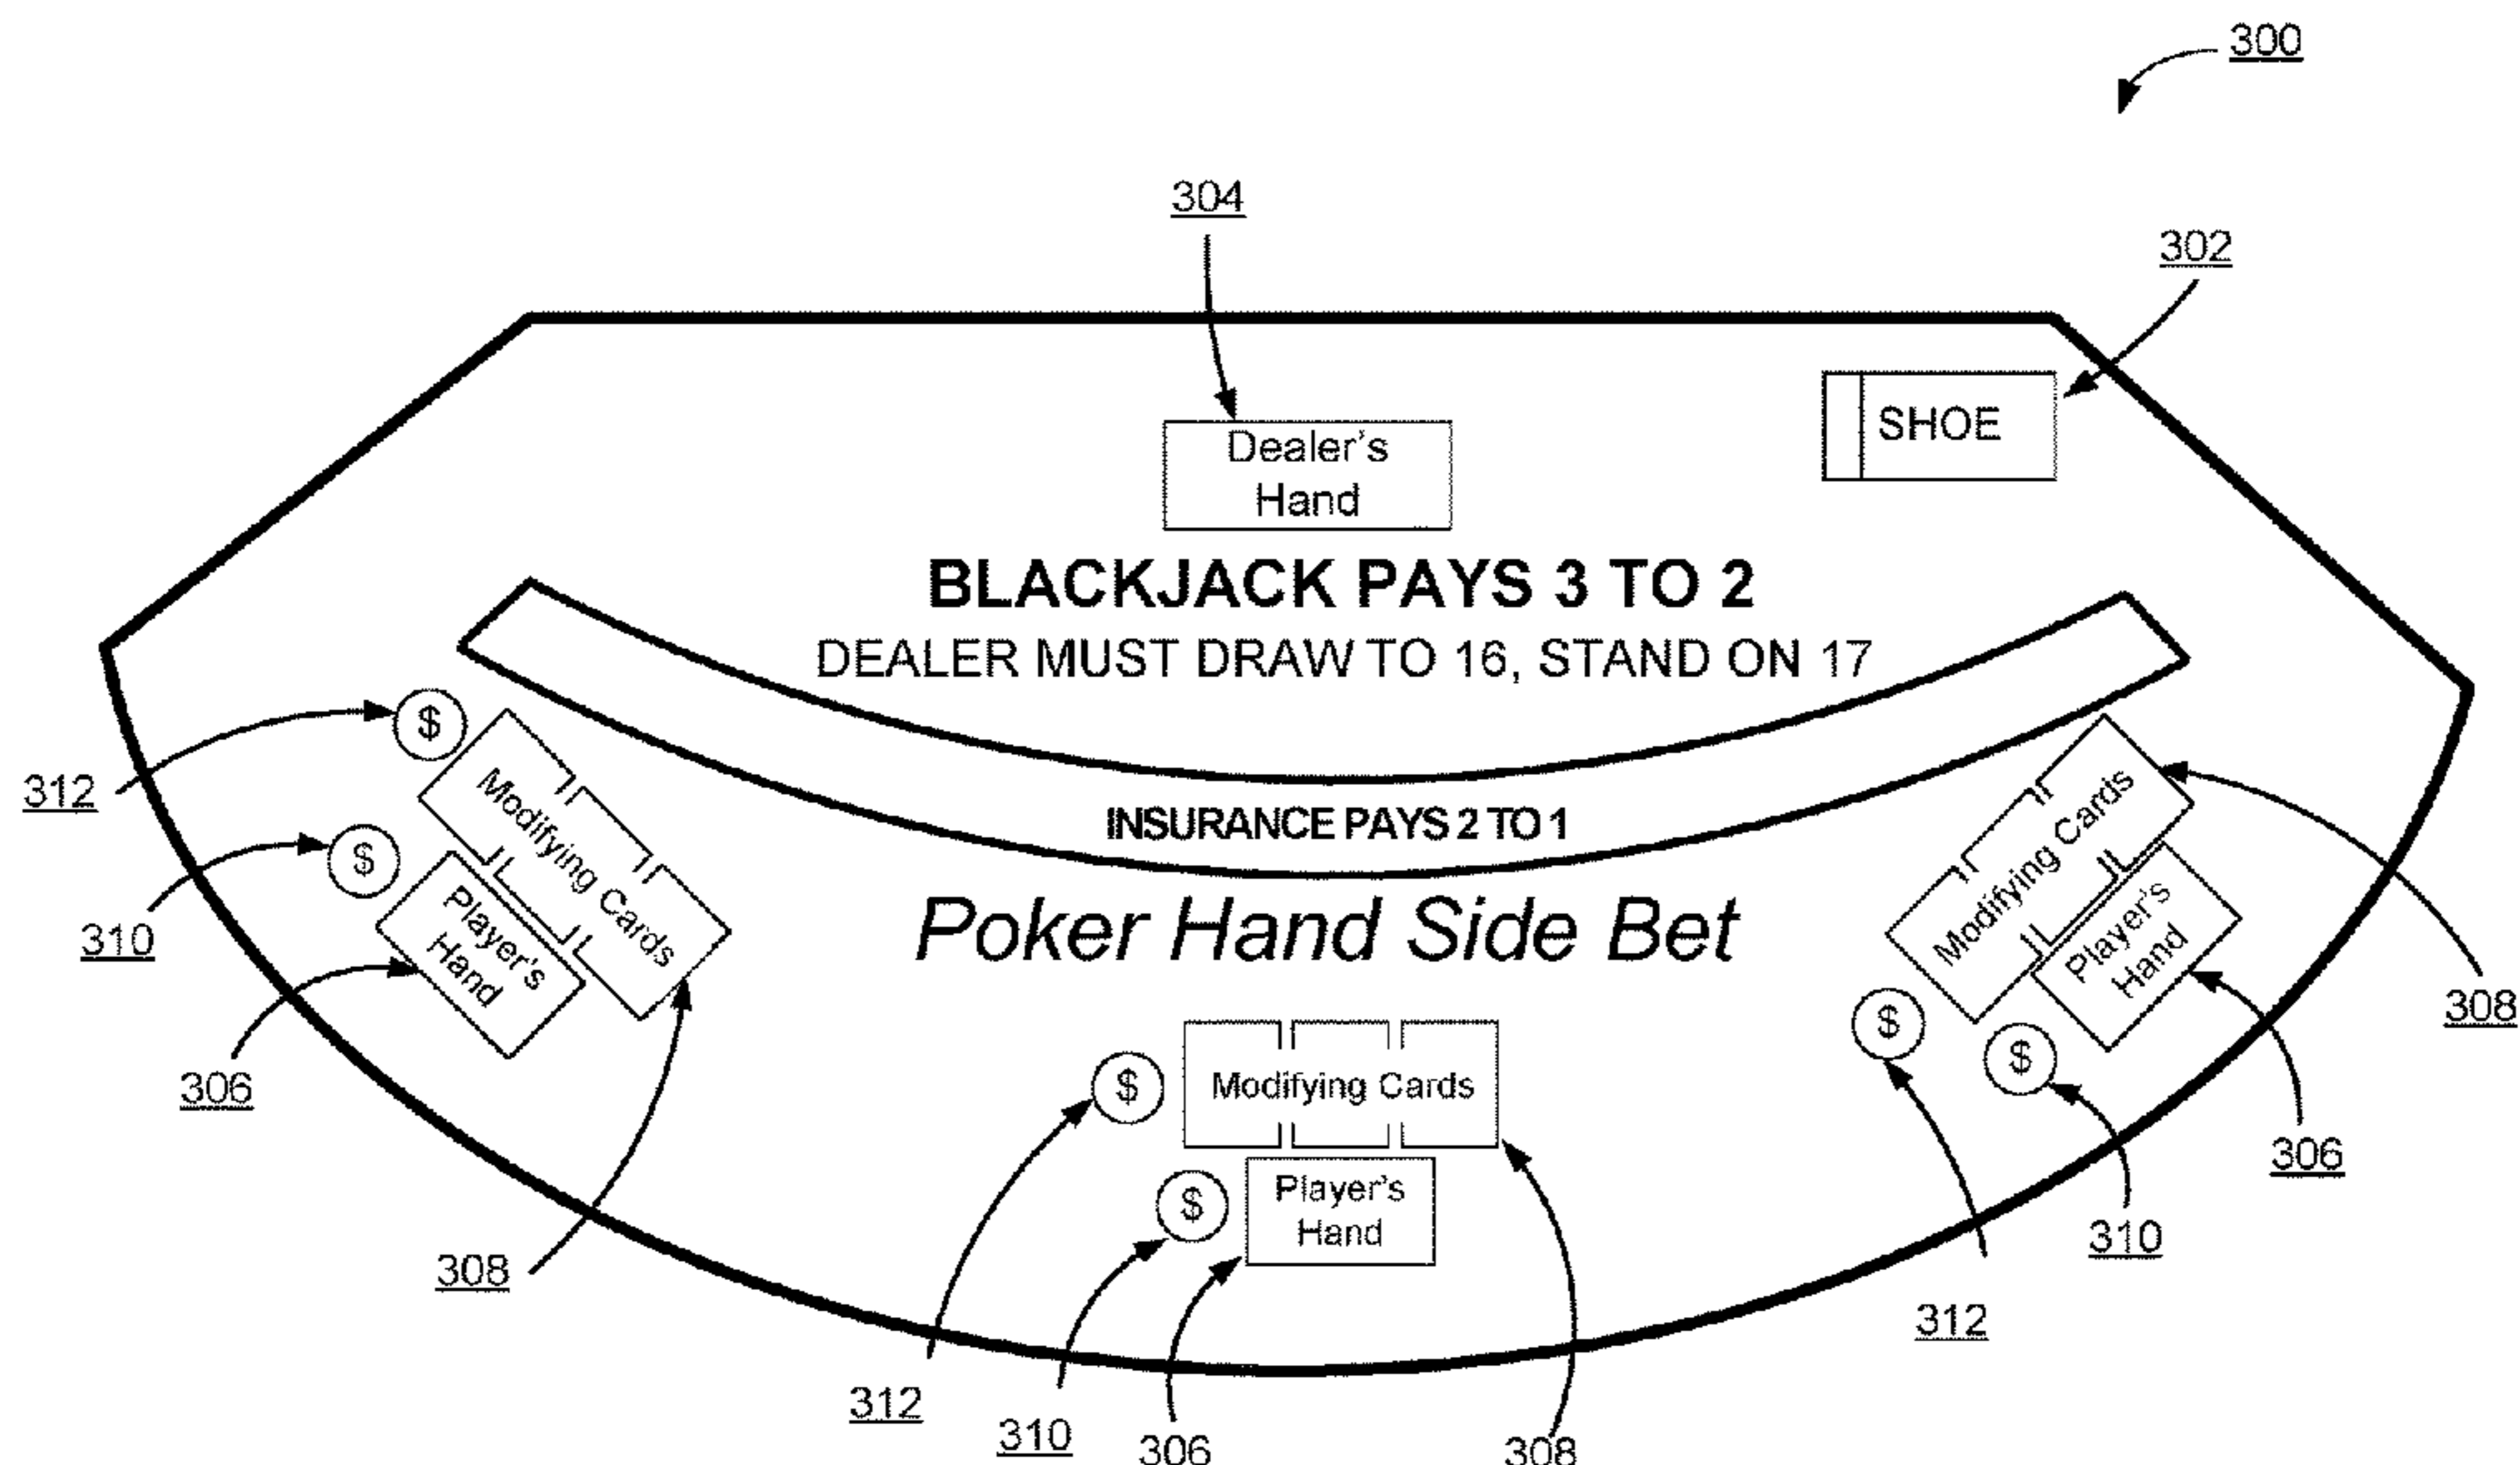 300
304
302
SHOE
Dealer's
Hand
BLACKJACK PAYS 3 TO 2
DEALER MUST DRAW TO 16, STAND ON 17
INSURANCE PAYS 2 TO 1
Poker Hand Side Bet
312
$
Modifying Cards
310
$
Player's
Hand
306
308
$
Modifying Cards
$
Player's
Hand
312
310
306
308
Modifying Cards
Player's
Hand
$
$
308
306
310
312